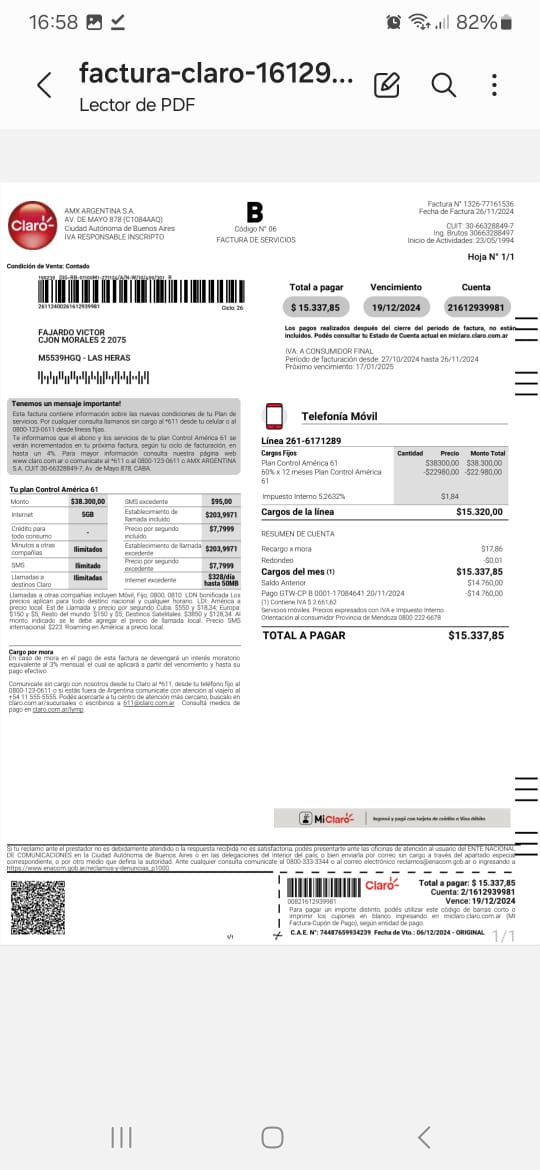 16:58 82%
factura-claro-16129...
Lector de PDF
Claro
AMX ARGENTINA S.A.
AV. DE MAYO 878 (C1084AAQ)
Ciudad Autónoma de Buenos Aires
IVA RESPONSABLE INSCRIPTO
B
Código N° 06
FACTURA DE SERVICIOS
Factura N° 1326-77161536
Fecha de Factura 26/11/2024
CUIT: 30-66328849-7
Ing. Brutos 30663288497
Inicio de Actividades: 23/05/1994
Hoja N° 1/1
Condición de Venta: Contado
26112400261612939981
Ciclo: 26
Total a pagar Vencimiento Cuenta
$ 15.337,85 19/12/2024 21612939981
Los pagos realizados después del cierre del período de factura, no están
incluidos. Podés consultar tu Estado de Cuenta actual en miclaro.claro.com.ar
IVA: A CONSUMIDOR FINAL
Período de facturación desde: 27/10/2024 hasta 26/11/2024
Próximo vencimiento: 17/01/2025
FAJARDO VICTOR
CJON MORALES 2 2075
M5539HGQ - LAS HERAS
Tenemos un mensaje importante!
Esta factura contiene información sobre las nuevas condiciones de tu Plan de
servicios. Por cualquier consulta llamanos sin cargo al *611 desde tu celular o al
0800-123-0611 desde líneas fijas.
Te informamos que el abono y los servicios de tu plan Control América 61 se
verán incrementados en tu próxima factura, según tu ciclo de facturación, en
hasta un 4%. Para mayor información consulta nuestra página web
www.claro.com.ar o comunicate al *611 o al 0800-123-0611 o AMX ARGENTINA
S.A. CUIT 30-66328849-7, Av. de Mayo 878, CABA.
Tu plan Control América 61
Monto $38.300,00 SMS excedente $95,00
Internet 5GB Establecimiento de llamada incluido $203,9971
Crédito para todo consumo - Precio por segundo incluido $7,7999
Minutos a otras compañías Ilimitados Establecimiento de llamada excedente $203,9971
SMS Ilimitado Precio por segundo excedente $7,7999
Llamadas a destinos Claro Ilimitadas Internet excedente $328/día hasta 50MB
Llamadas a otras compañías incluyen Móvil, Fijo, 0800, 0810. LDN bonificada Los
precios aplican para todo destino nacional y cualquier horario. LDI: América a
precio local. Est de Llamada y precio por segundo Cuba: $550 y $18,34; Europa:
$150 y $5; Resto del mundo: $150 y $5; Destinos Satelitales: $3850 y $128,34. Al
monto indicado se le debe agregar el precio de llamada local. Precio SMS
internacional: $23. Roaming en América: a precio local.
Cargo por mora
En caso de mora en el pago de esta factura se devengará un interés moratorio
equivalente al 3% mensual, el cual se aplicará a partir del vencimiento y hasta su
pago efectivo.
Comunicate sin cargo con nosotros desde tu Claro al *611, desde tu teléfono fijo al
0800-123-0611 o si estás fuera de Argentina comunicate con atención al viajero al
+54 11 555-5555. Podés acercarte a tu centro de atención más cercano, buscalo en
claro.com.ar/sucursales o escribinos a 611@claro.com.ar . Consultá medios de
pago en claro.com.ar/fymp.
Telefonía Móvil
Línea 261-6171289
Cargos Fijos Cantidad Precio Monto Total
Plan Control América 61 $38300,00 $38.300,00
60% x 12 meses Plan Control América 61 -$22980,00 -$22.980,00
Impuesto Interno 5,2632% $1,84
Cargos de la línea $15.320,00
RESUMEN DE CUENTA
Recargo x mora $17,86
Redondeo -$0,01
Cargos del mes (1) $15.337,85
Saldo Anterior $14.760,00
Pago GTW-CP B 0001-17084641 20/11/2024 -$14.760,00
(1) Contiene IVA $ 2.661,62
Servicios móviles: Precios expresados con IVA e Impuesto Interno.
Orientación al consumidor Provincia de Mendoza 0800-222-6678
TOTAL A PAGAR $15.337,85
Mi Claro
Ingresá y pagá con tarjeta de crédito o Visa débito
Si tu reclamo ante el prestador no es debidamente atendido o la respuesta recibida no es satisfactoria, podés presentarte ante las oficinas de atención al usuario del ENTE NACIONAL
DE COMUNICACIONES en la Ciudad Autónoma de Buenos Aires o en las delegaciones del interior del país, o bien enviarla por correo sin cargo a través del apartado especial
correspondiente, o por otro medio que defina la autoridad. Ante cualquier consulta comunicate al 0800-333-3344 o al correo electrónico reclamos@enacom.gob.ar o ingresando a
https://www.enacom.gob.ar/reclamos-y-denuncias_p1000.
Claro
00821612939981
Total a pagar: $ 15.337,85
Cuenta: 2/1612939981
Vence: 19/12/2024
Para pagar un importe distinto, podés utilizar este código de barras corto o
imprimir los cupones en blanco ingresando en miclaro.claro.com.ar (Mi
Factura-Cupón de Pago), según entidad de pago.
C.A.E. N°: 74487659934239 Fecha de Vto.: 06/12/2024 - ORIGINAL
1/1
1/1